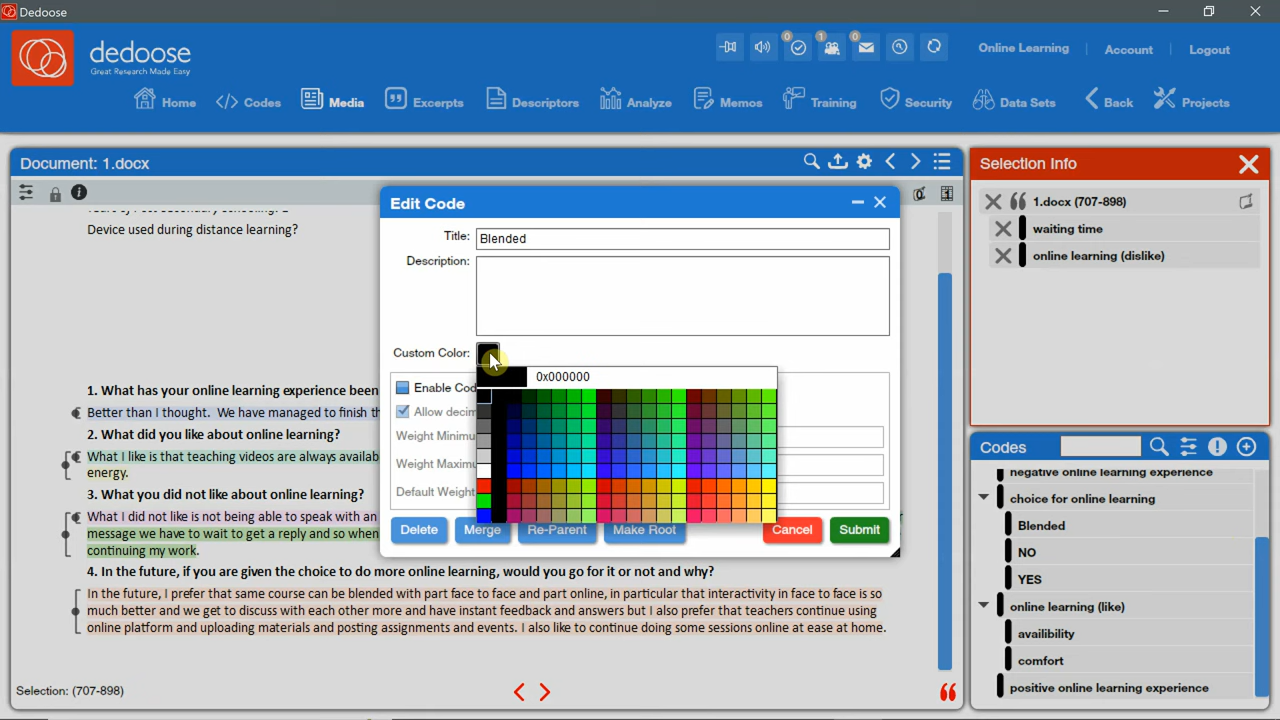 Dedoose
dedoose
Great Research Made Easy
0
1
0
Online Learning
Account
Logout
Home
Codes
Media
Excerpts
Descriptors
Analyze
Memos
Training
Security
Data Sets
Back
Projects
Document: 1.docx
Device used during distance learning?
1. What has your online learning experience been
Better than I thought. We have managed to finish th
2. What did you like about online learning?
What I like is that teaching videos are always availab
energy.
3. What you did not like about online learning?
What I did not like is not being able to speak with an
message we have to wait to get a reply and so when
continuing my work.
4. In the future, if you are given the choice to do more online learning, would you go for it or not and why?
In the future, I prefer that same course can be blended with part face to face and part online, in particular that interactivity in face to face is so
much better and we get to discuss with each other more and have instant feedback and answers but I also prefer that teachers continue using
online platform and uploading materials and posting assignments and events. I also like to continue doing some sessions online at ease at home.
Selection: (707-898)
Edit Code
Title:
Blended
Description:
Custom Color:
0x000000
Enable Cod
Allow decim
Weight Minimu
Weight Maximu
Default Weight
Delete
Merge
Re-Parent
Make Root
Cancel
Submit
Selection Info
1.docx (707-898)
waiting time
online learning (dislike)
Codes
negative online learning experience
choice for online learning
Blended
NO
YES
online learning (like)
availibility
comfort
positive online learning experience